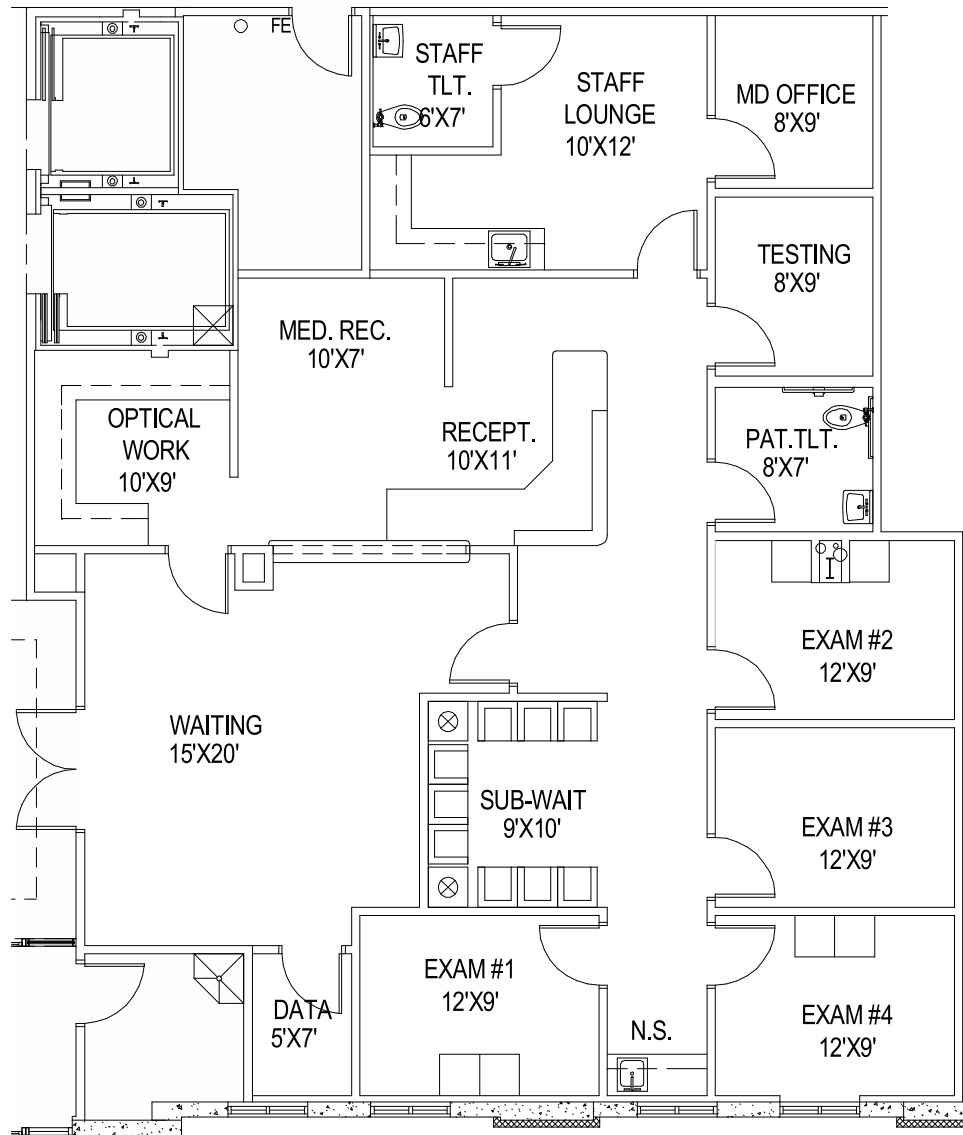 FE
STAFF
TLT.
6'X7'
STAFF
LOUNGE
10'X12'
MD OFFICE
8'X9'
TESTING
8'X9'
MED. REC.
10'X7'
OPTICAL
WORK
10'X9'
RECEPT.
10'X11'
PAT.TLT.
8'X7'
EXAM #2
12'X9'
WAITING
15'X20'
SUB-WAIT
9'X10'
EXAM #3
12'X9'
EXAM #1
12'X9'
DATA
5'X7'
N.S.
EXAM #4
12'X9'